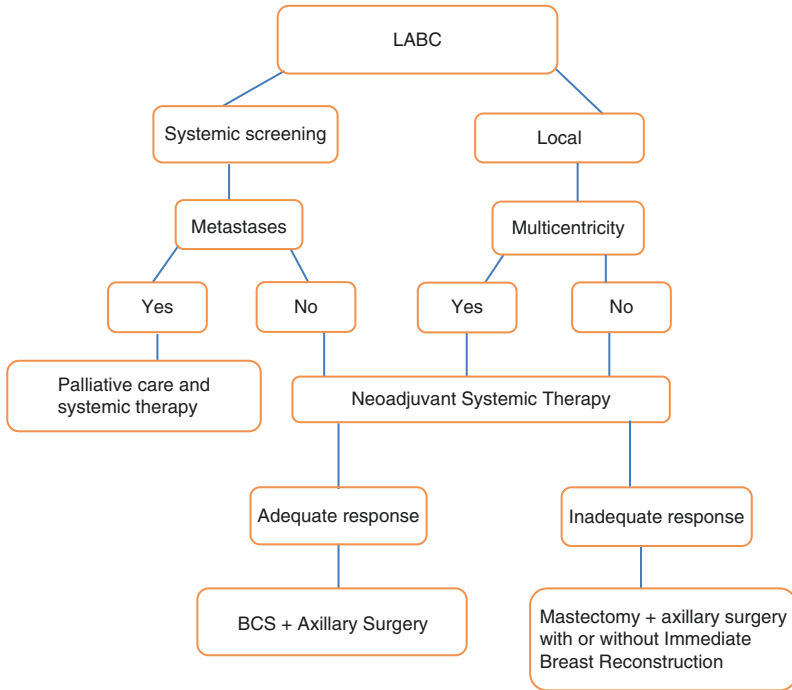 LABC
Systemic screening
Local
Metastases
Multicentricity
Yes
No
Yes
No
Palliative care and
systemic therapy
Neoadjuvant Systemic Therapy
Adequate response
Inadequate response
BCS + Axillary Surgery
Mastectomy + axillary surgery
with or without Immediate
Breast Reconstruction